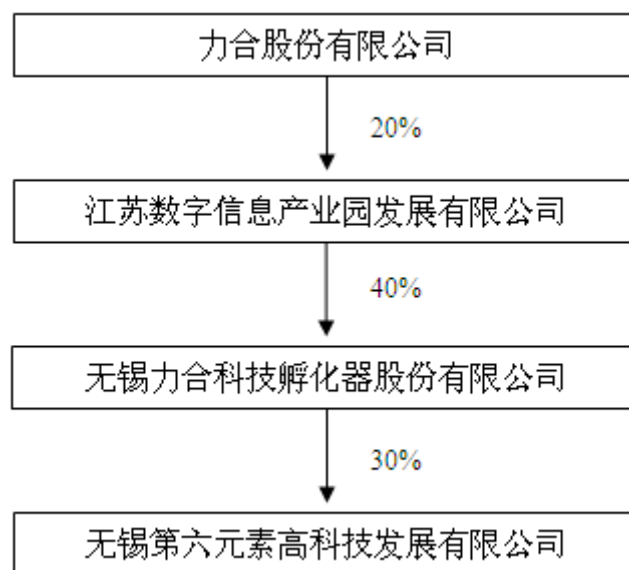 力合股份有限公司
20%
江苏数字信息产业园发展有限公司
40%
无锡力合科技孵化器股份有限公司
30%
无锡第六元素高科技发展有限公司